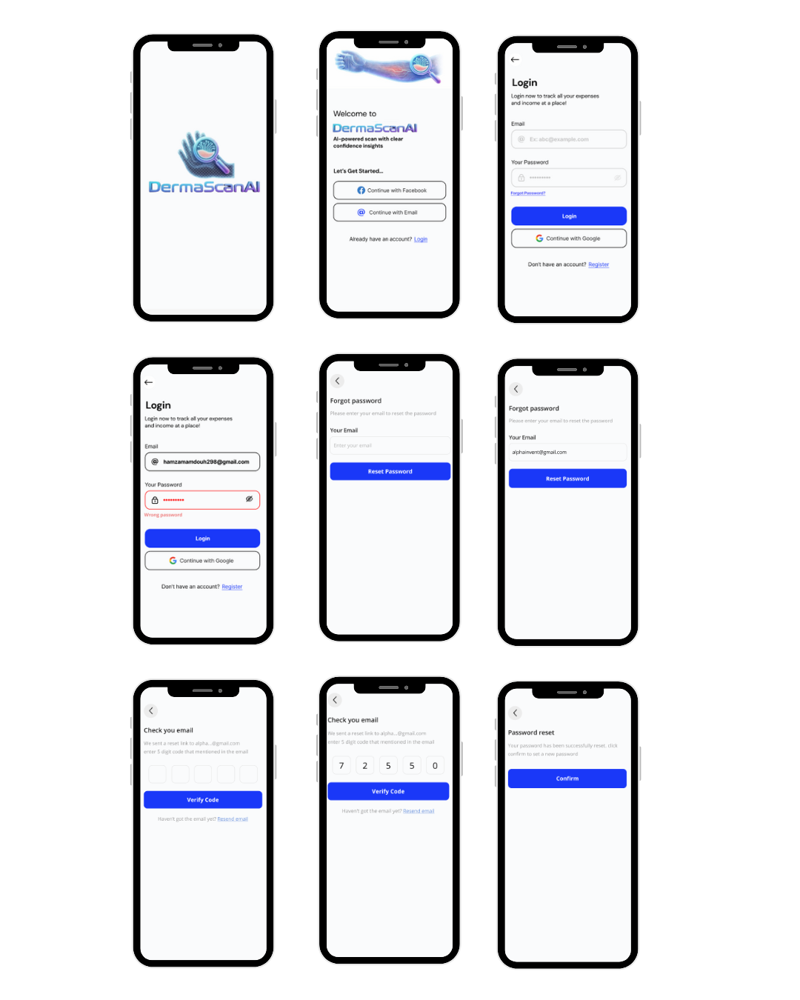 DermaScanAI
Welcome to
DermaScanAI
AI-powered scan with clear
confidence insights
Let's Get Started...
Continue with Facebook
@ Continue with Email
Already have an account? Login
Login
Login now to track all your expenses
and income at a place!
Email
@ Ex: abc@example.com
Your Password
•••••••••
Forgot Password?
Login
Continue with Google
Don't have an account? Register
Login
Login now to track all your expenses
and income at a place!
Email
@ hamzamamdouh298@gmail.com
Your Password
•••••••••
Wrong password
Login
Continue with Google
Don't have an account? Register
Forgot password
Please enter your email to reset the password
Your Email
Enter your email
Reset Password
Forgot password
Please enter your email to reset the password
Your Email
alphainvent@gmail.com
Reset Password
Check you email
We sent a reset link to alpha...@gmail.com
enter 5 digit code that mentioned in the email
Verify Code
Haven't got the email yet? Resend email
Check you email
We sent a reset link to alpha...@gmail.com
enter 5 digit code that mentioned in the email
7 2 5 5 0
Verify Code
Haven't got the email yet? Resend email
Password reset
Your password has been successfully reset. click
confirm to set a new password
Confirm